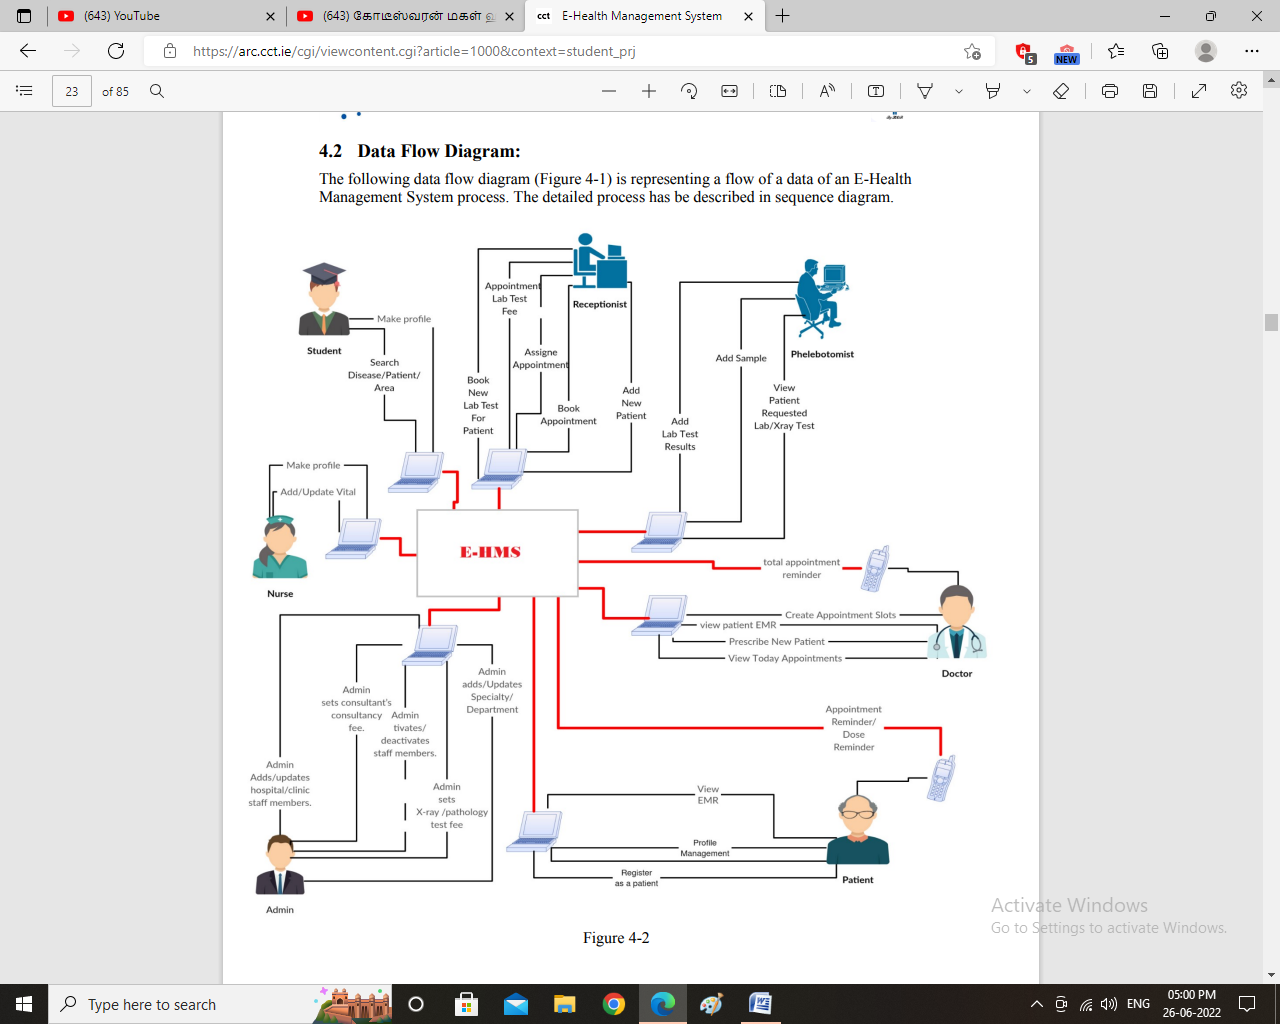 (643) YouTube
(643) கோடீஸ்வரன் மகள்
cct E-Health Management System
https://arc.cct.ie/cgi/viewcontent.cgi?article=1000&context=student_prj
5
NEW
23 of 85
4.2 Data Flow Diagram:
The following data flow diagram (Figure 4-1) is representing a flow of a data of an E-Health
Management System process. The detailed process has be described in sequence diagram.
Student
Make profile
Search
Disease/Patient/
Area
Receptionist
Appointment
Lab Test
Fee
Assigne
Appointment
Book
New
Lab Test
For
Patient
Book
Appointment
Add
New
Patient
Phelebotomist
Add Sample
View
Patient
Requested
Lab/Xray Test
Add
Lab Test
Results
Make profile
Add/Update Vital
Nurse
E-HMS
total appointment
reminder
Create Appointment Slots
view patient EMR
Prescribe New Patient
View Today Appointments
Doctor
Admin
adds/Updates
Specialty/
Department
Admin
sets consultant's
consultancy
fee.
Admin
tivates/
deactivates
staff members.
Admin
Adds/updates
hospital/clinic
staff members.
Admin
sets
X-ray /pathology
test fee
Admin
Appointment
Reminder/
Dose
Reminder
View
EMR
Profile
Management
Register
as a patient
Patient
Figure 4-2
Activate Windows
Go to Settings to activate Windows.
Type here to search
ENG
05:00 PM
26-06-2022